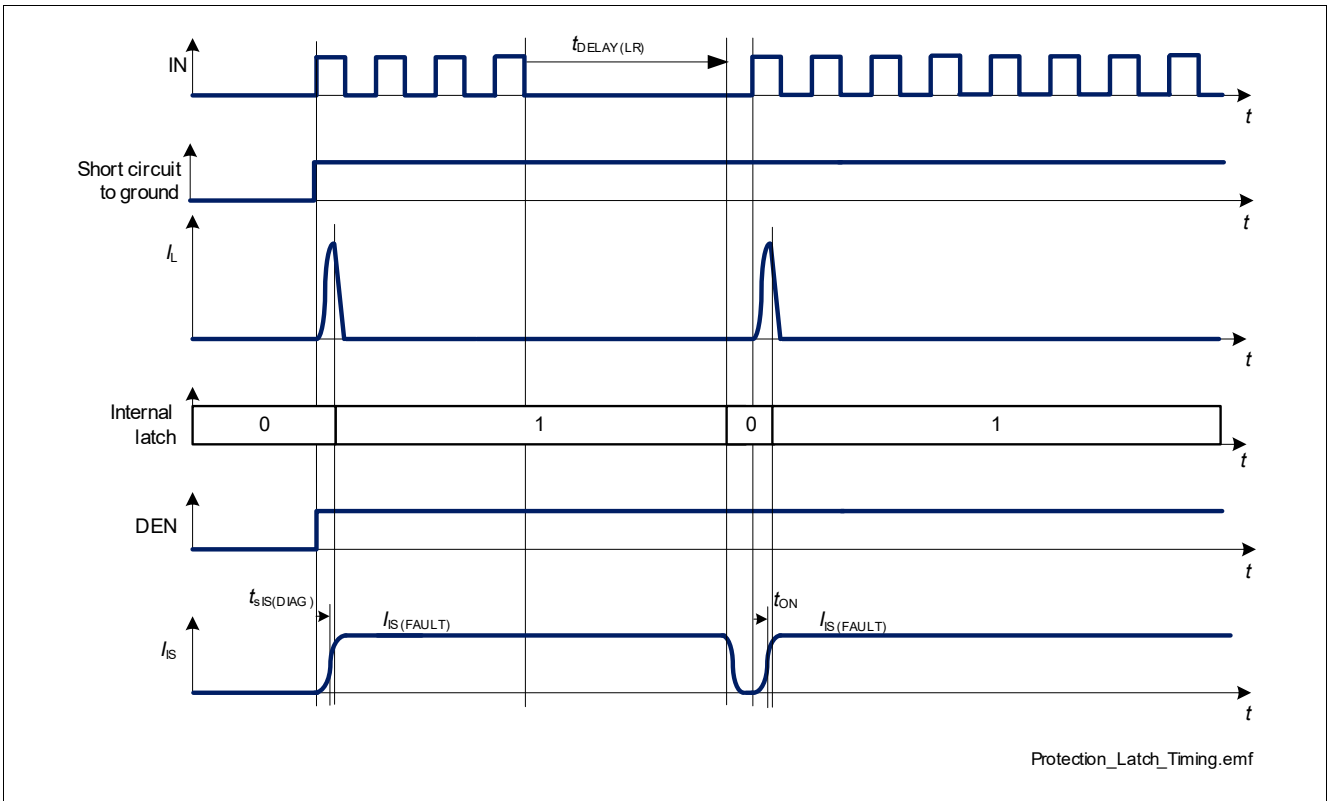 tDELAY(LR)
IN
t
Short circuit
to ground
t
IL
t
Internal
latch
0
1
0
1
t
DEN
t
tsIS(DIAG)
IIS(FAULT)
tON
IIS(FAULT)
IIS
t
Protection_Latch_Timing.emf